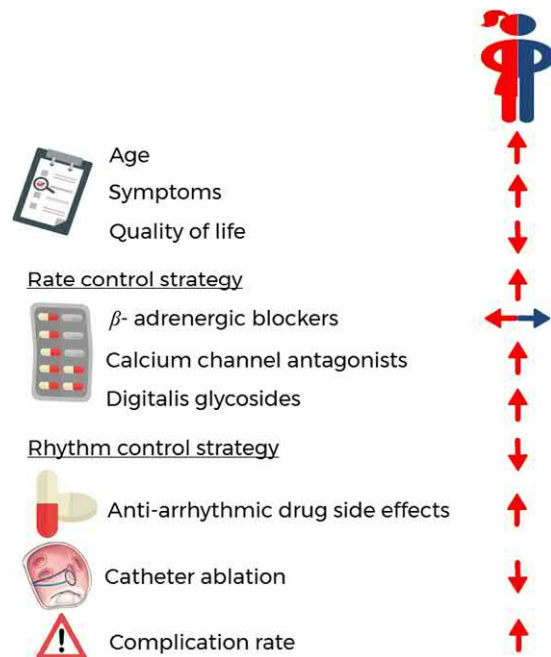 Age
Symptoms
Quality of life
Rate control strategy
β- adrenergic blockers
Calcium channel antagonists
Digitalis glycosides
Rhythm control strategy
Anti-arrhythmic drug side effects
Catheter ablation
Complication rate